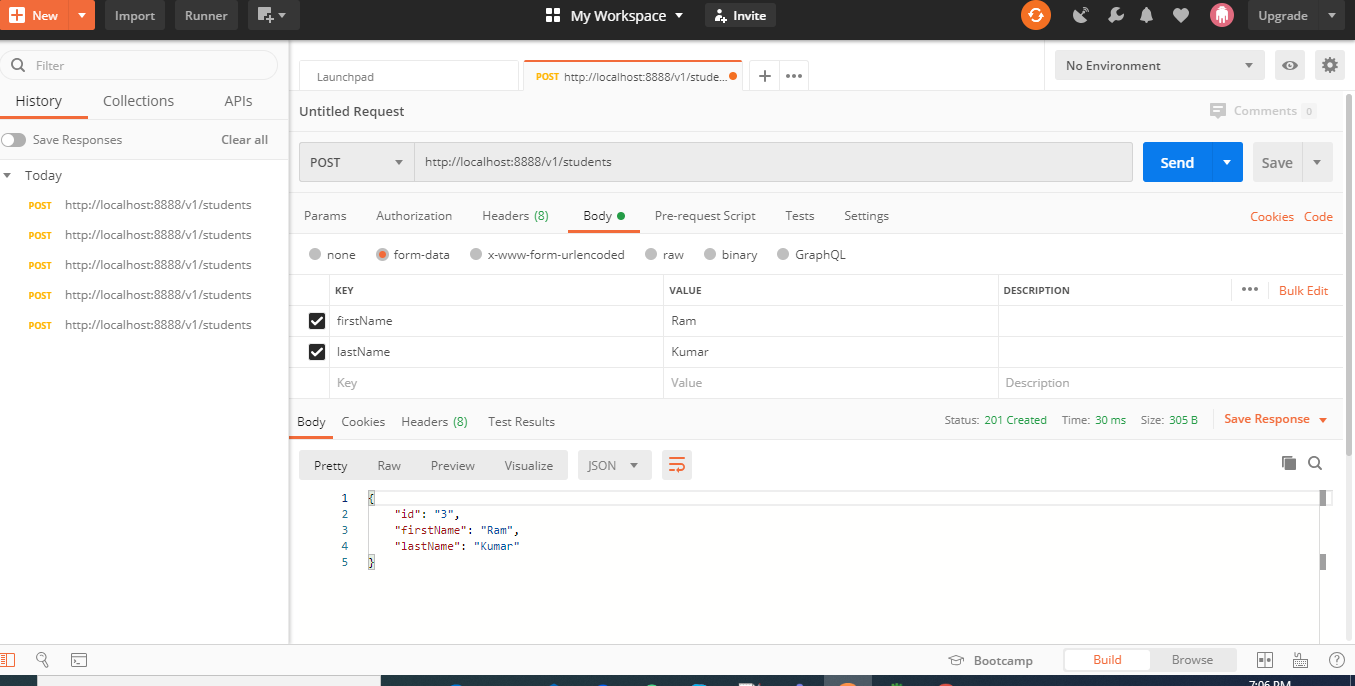 New Import Runner My Workspace Invite Upgrade
Filter
Launchpad POST http://localhost:8888/v1/stude... No Environment
History Collections APIs
Untitled Request Comments 0
Save Responses Clear all
POST http://localhost:8888/v1/students Send Save
Today
POST http://localhost:8888/v1/students
POST http://localhost:8888/v1/students
POST http://localhost:8888/v1/students
POST http://localhost:8888/v1/students
POST http://localhost:8888/v1/students
Params Authorization Headers (8) Body Pre-request Script Tests Settings Cookies Code
none form-data x-www-form-urlencoded raw binary GraphQL
KEY VALUE DESCRIPTION Bulk Edit
firstName Ram
lastName Kumar
Key Value Description
Body Cookies Headers (8) Test Results Status: 201 Created Time: 30 ms Size: 305 B Save Response
Pretty Raw Preview Visualize JSON
1 {
2 "id": "3",
3 "firstName": "Ram",
4 "lastName": "Kumar"
5 }
Bootcamp Build Browse
7:06 PM